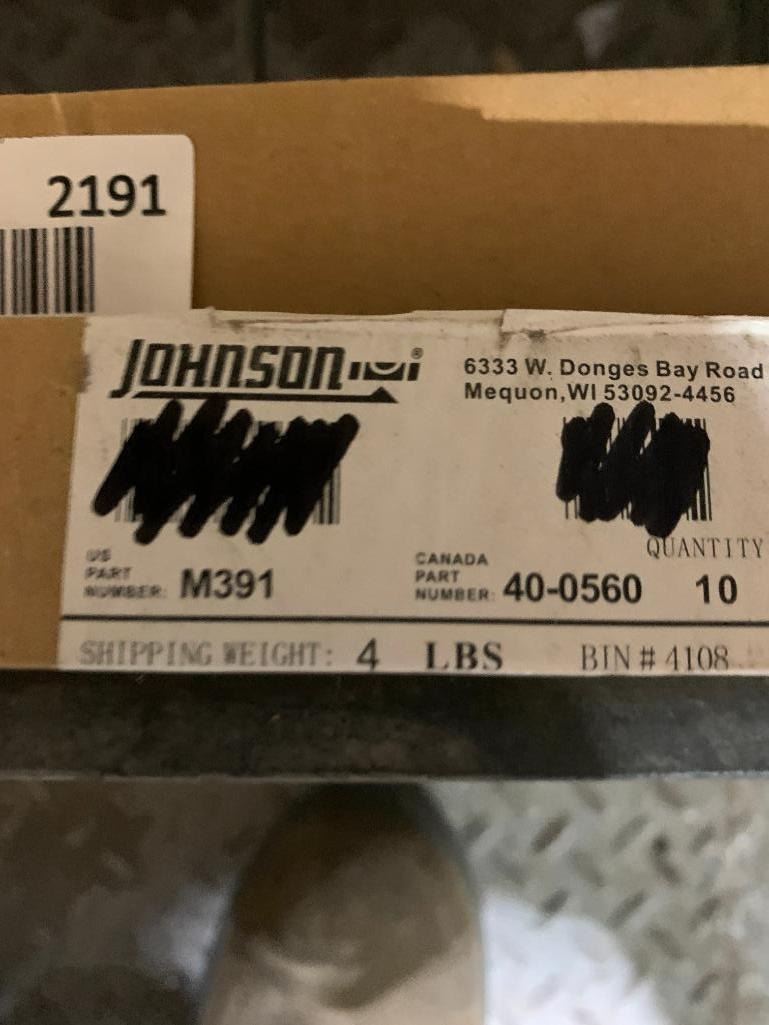 2191
JOHNSON®
6333 W. Donges Bay Road
Mequon,WI 53092-4456
QUANTITY
US
PART
NUMBER: M391
CANADA
PART
NUMBER: 40-0560
10
SHIPPING WEIGHT: 4 LBS BIN # 4108